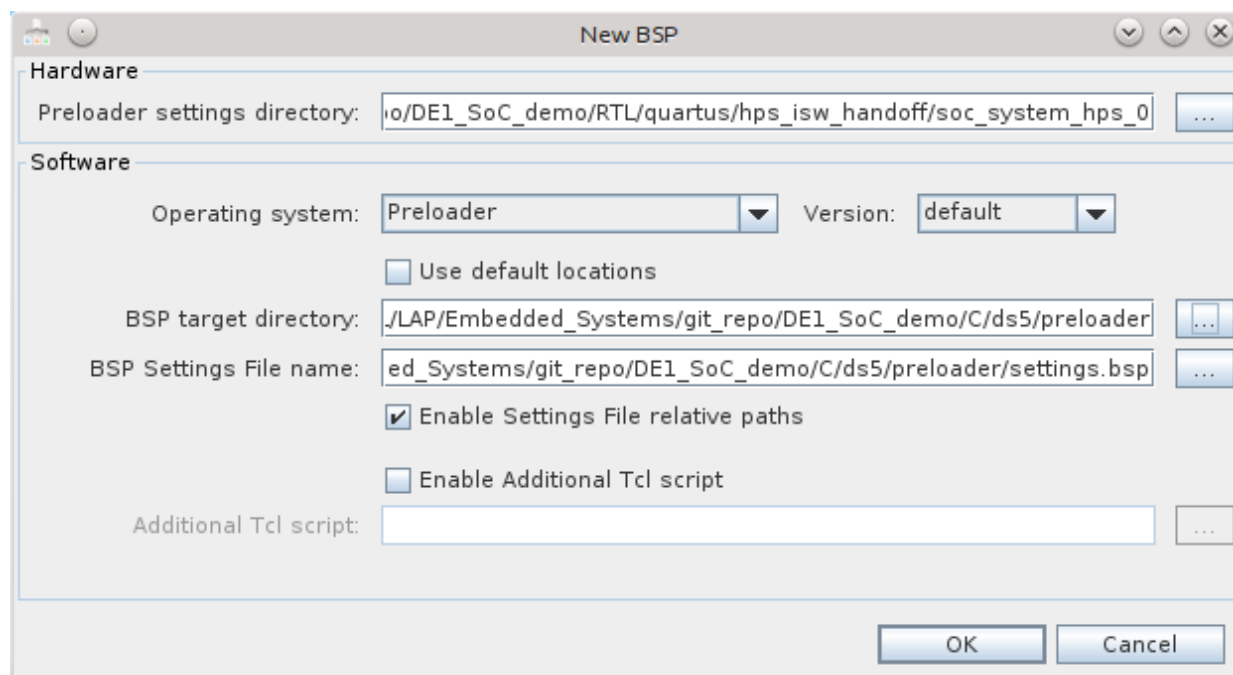 New BSP
Hardware
Preloader settings directory: o/DE1_SoC_demo/RTL/quartus/hps_isw_handoff/soc_system_hps_0 ...
Software
Operating system: Preloader Version: default
Use default locations
BSP target directory: ./LAP/Embedded_Systems/git_repo/DE1_SoC_demo/C/ds5/preloader ...
BSP Settings File name: ed_Systems/git_repo/DE1_SoC_demo/C/ds5/preloader/settings.bsp ...
Enable Settings File relative paths
Enable Additional Tcl script
Additional Tcl script: ...
OK Cancel